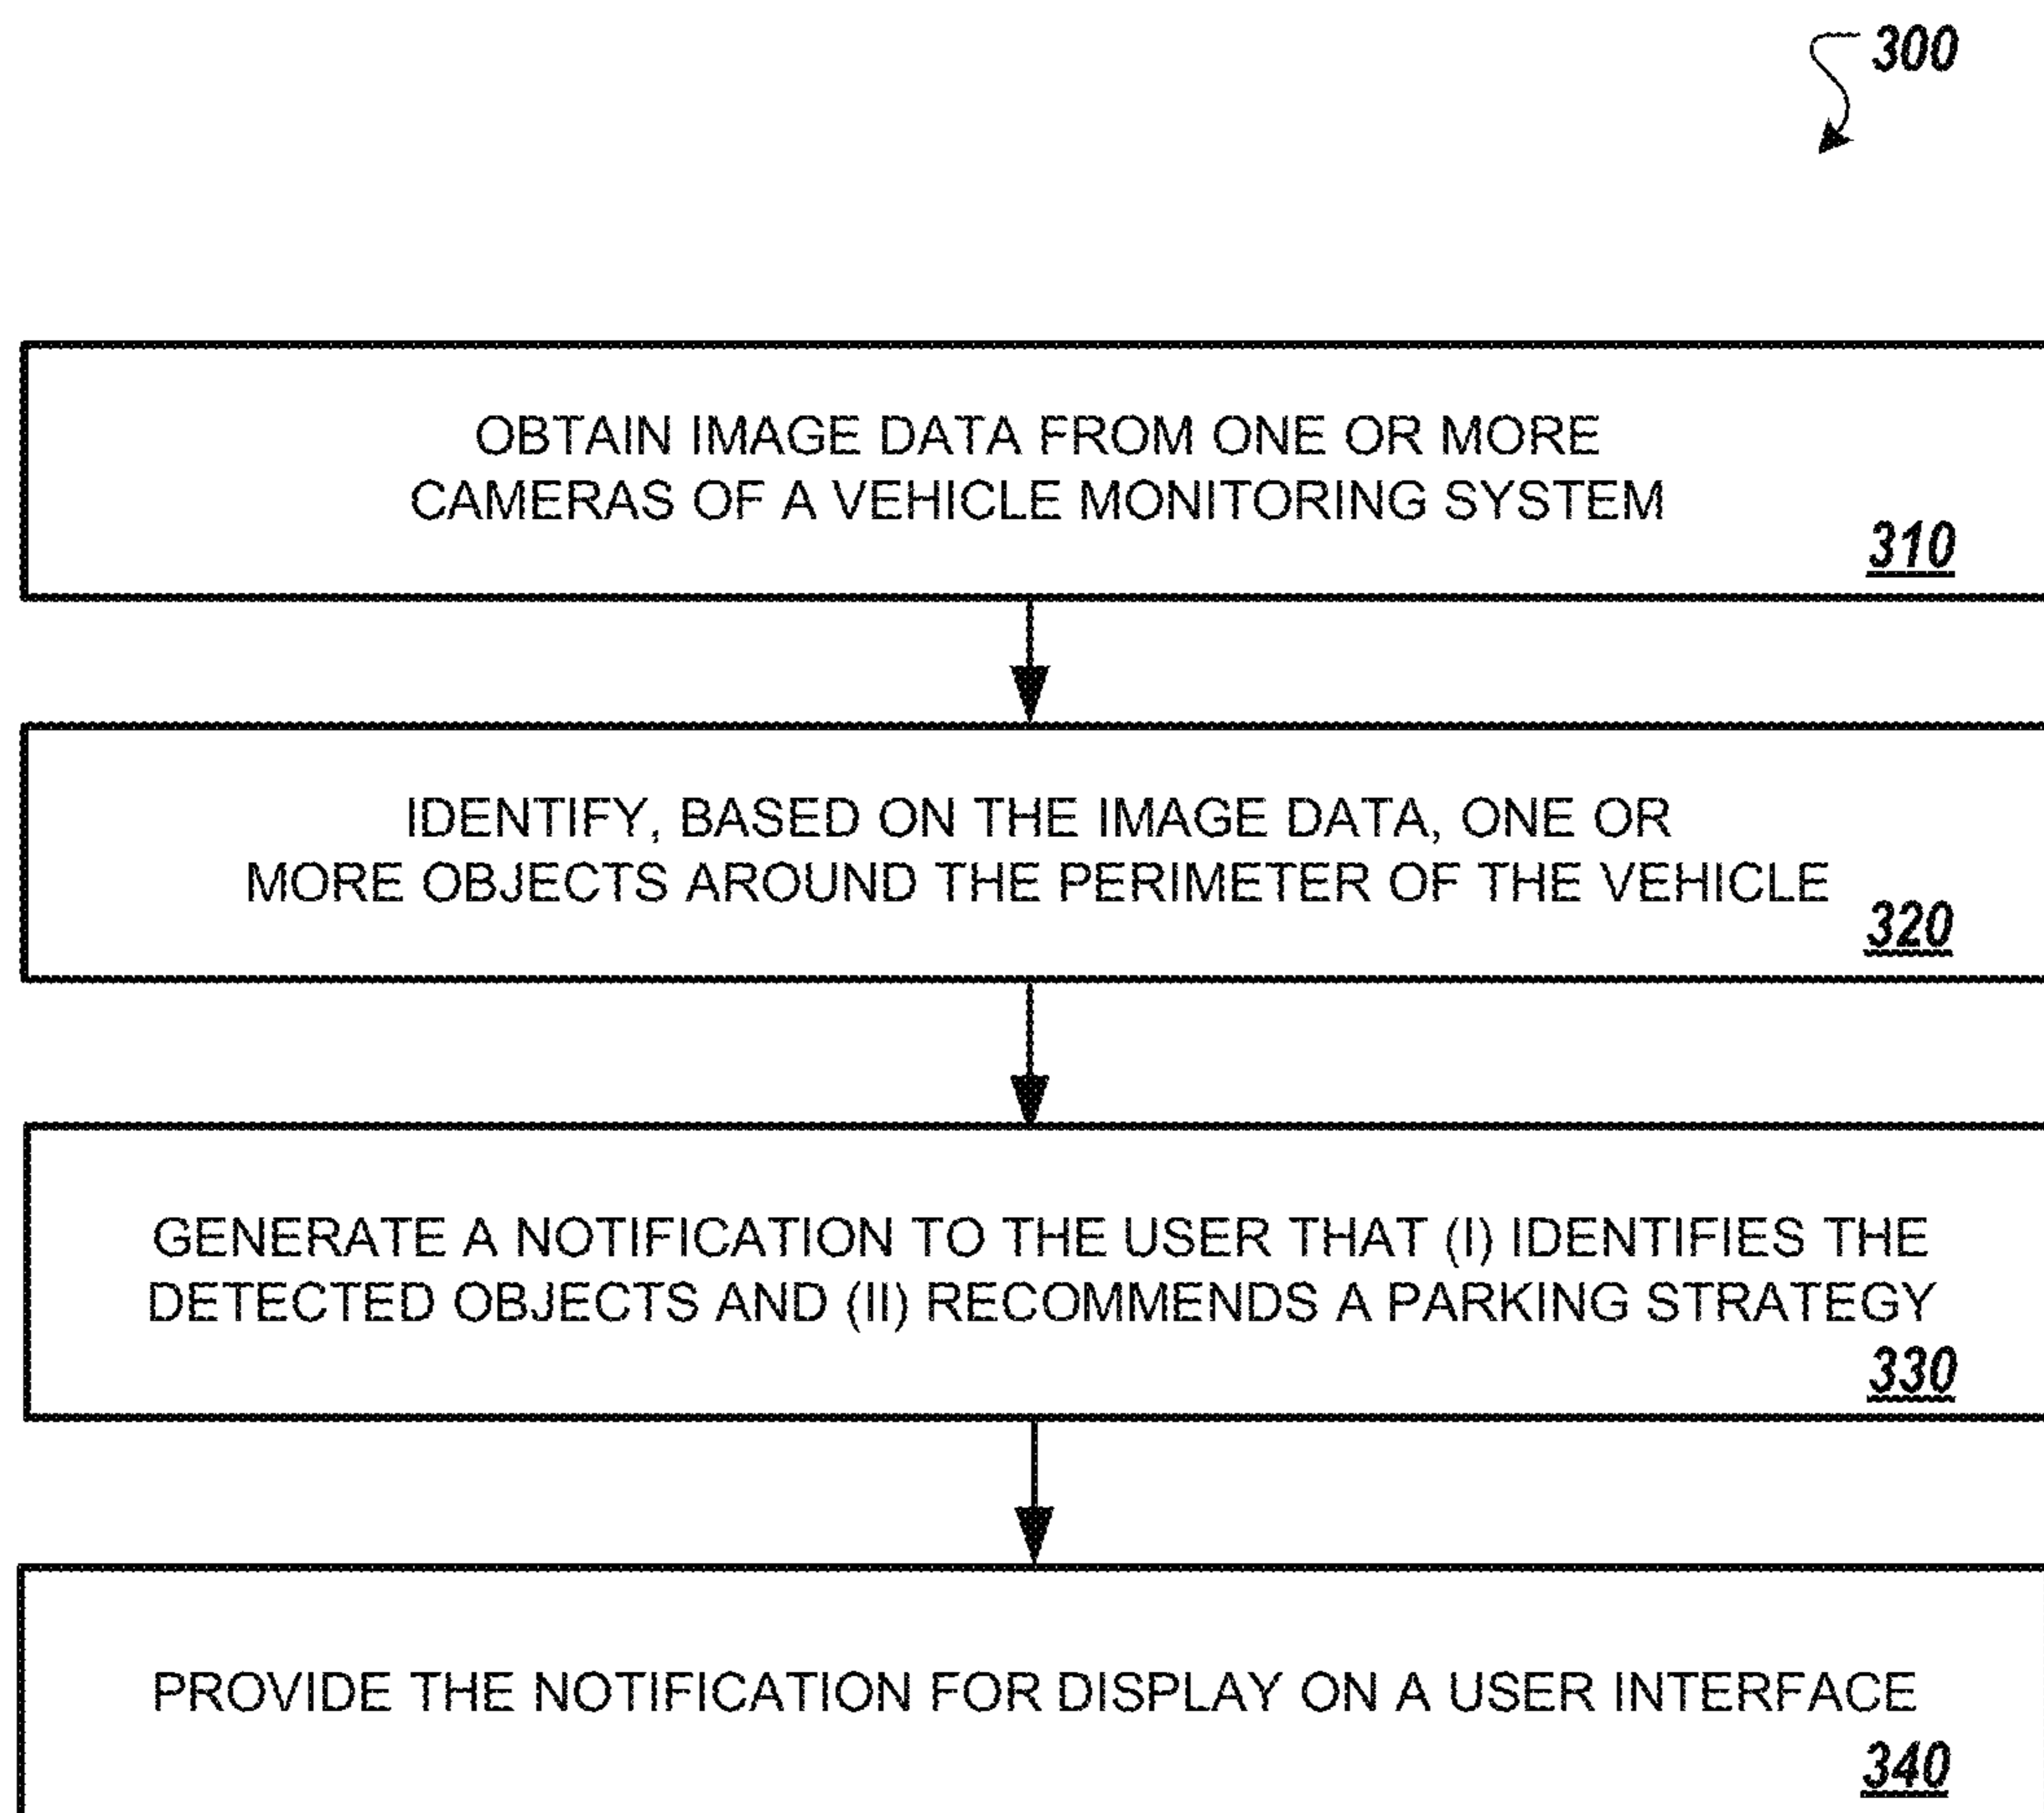 300
OBTAIN IMAGE DATA FROM ONE OR MORE
CAMERAS OF A VEHICLE MONITORING SYSTEM
310
IDENTIFY, BASED ON THE IMAGE DATA, ONE OR
MORE OBJECTS AROUND THE PERIMETER OF THE VEHICLE
320
GENERATE A NOTIFICATION TO THE USER THAT (I) IDENTIFIES THE
DETECTED OBJECTS AND (II) RECOMMENDS A PARKING STRATEGY
330
PROVIDE THE NOTIFICATION FOR DISPLAY ON A USER INTERFACE
340